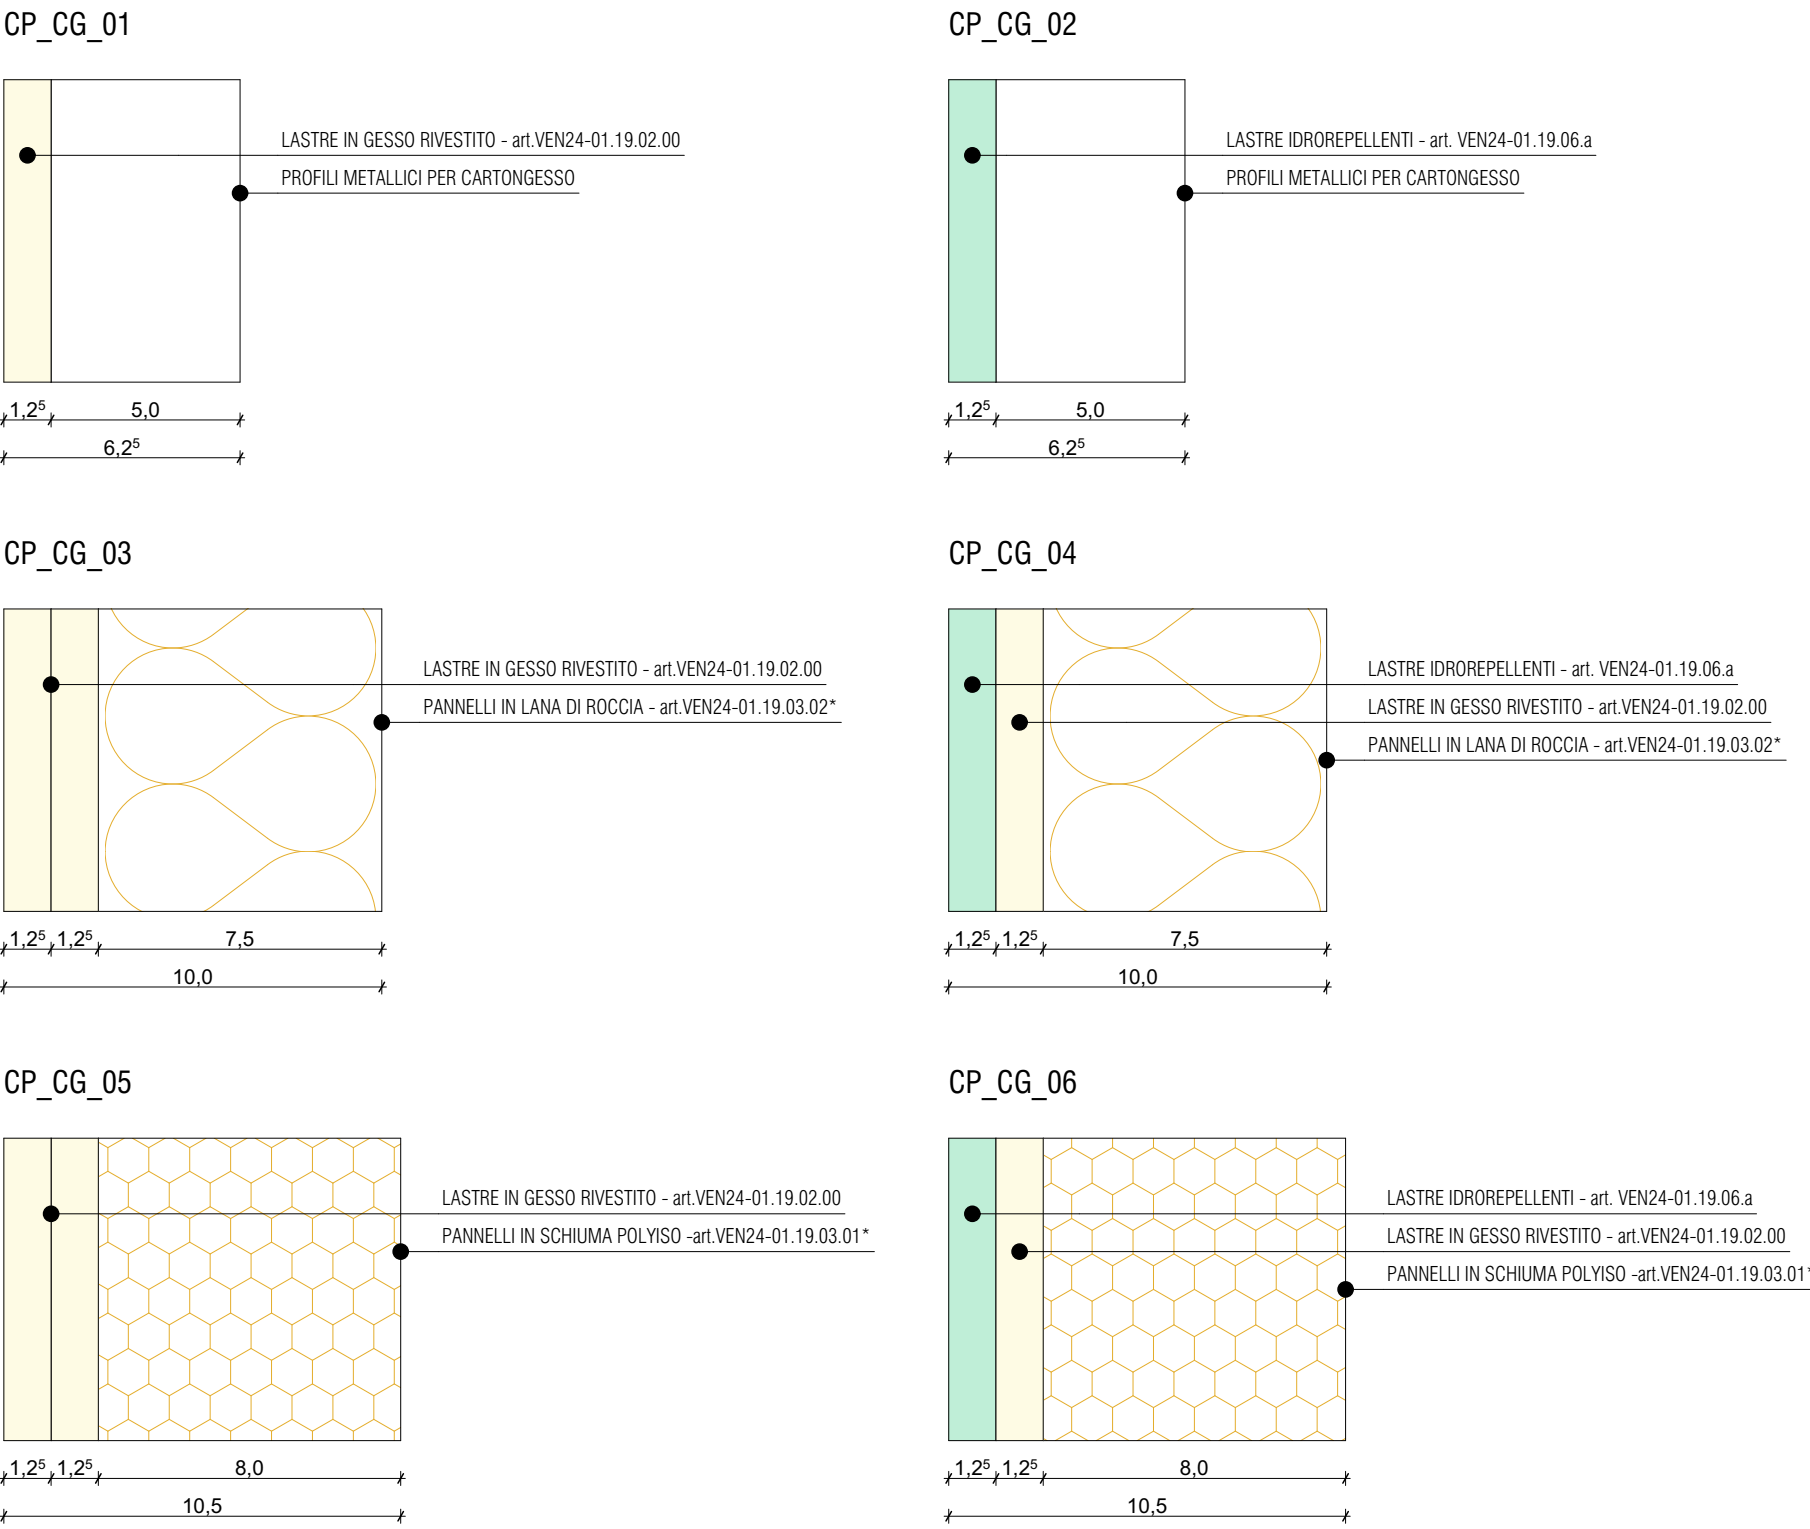 CP_CG_01
LASTRE IN GESSO RIVESTITO - art.VEN24-01.19.02.00
PROFILI METALLICI PER CARTONGESSO
1,2⁵ 5,0
6,2⁵
CP_CG_02
LASTRE IDROREPELLENTI - art. VEN24-01.19.06.a
PROFILI METALLICI PER CARTONGESSO
1,2⁵ 5,0
6,2⁵
CP_CG_03
LASTRE IN GESSO RIVESTITO - art.VEN24-01.19.02.00
PANNELLI IN LANA DI ROCCIA - art.VEN24-01.19.03.02*
1,2⁵ 1,2⁵ 7,5
10,0
CP_CG_04
LASTRE IDROREPELLENTI - art. VEN24-01.19.06.a
LASTRE IN GESSO RIVESTITO - art.VEN24-01.19.02.00
PANNELLI IN LANA DI ROCCIA - art.VEN24-01.19.03.02*
1,2⁵ 1,2⁵ 7,5
10,0
CP_CG_05
LASTRE IN GESSO RIVESTITO - art.VEN24-01.19.02.00
PANNELLI IN SCHIUMA POLYISO -art.VEN24-01.19.03.01*
1,2⁵ 1,2⁵ 8,0
10,5
CP_CG_06
LASTRE IDROREPELLENTI - art. VEN24-01.19.06.a
LASTRE IN GESSO RIVESTITO - art.VEN24-01.19.02.00
PANNELLI IN SCHIUMA POLYISO -art.VEN24-01.19.03.01*
1,2⁵ 1,2⁵ 8,0
10,5